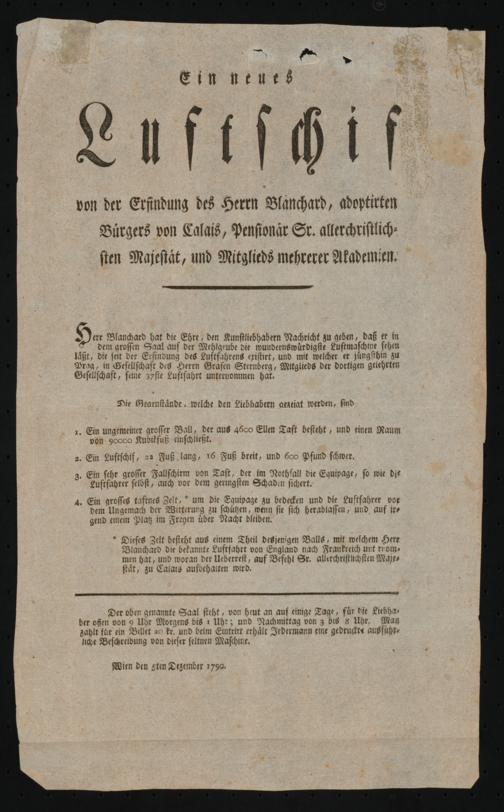 Ein neues
Luftschif
von der Erfindung des Herrn Blanchard, adoptirten
Bürgers von Calais, Pensionär Sr. allerchristlich-
sten Majestät, und Mitglieds mehrerer Akademien.
Herr Blanchard hat die Ehre, den Kunstliebhabern Nachricht zu geben, daß er in
dem grossen Saal auf der Mehlgrube die wundernswürdigste Luftmaschine sehen
läßt, die seit der Erfindung des Luftfahrens existirt, und mit welcher er jüngsthin zu
Prag, in Gesellschaft des Herrn Grafen Sternberg, Mitglieds der dortigen gelehrten
Gesellschaft, seine 37ste Luftfahrt unternommen hat.
Die Gegenstände, welche den Liebhabern gezeigt werden, sind
1. Ein ungemeiner grosser Ball, der aus 4600 Ellen Taft besteht, und einen Raum
von 90000 Kubikfuß einschließt.
2. Ein Luftschif, 22 Fuß lang, 16 Fuß breit, und 600 Pfund schwer.
3. Ein sehr grosser Fallschirm von Taft, der im Nothfall die Equipage, so wie die
Luftfahrer selbst, auch vor dem geringsten Schaden sichert.
4. Ein grosses taftnes Zelt, * um die Equipage zu bedecken und die Luftfahrer vor
dem Ungemach der Witterung zu schützen, wenn sie sich herablassen, und auf ir-
gend einem Platz im Freyen über Nacht bleiben.
* Dieses Zelt besteht aus einem Theil desjenigen Balls, mit welchem Herr
Blanchard die bekannte Luftfahrt von England nach Frankreich unternom-
men hat, und woran der Ueberrest, auf Befehl Sr. allerchristlichsten Maje-
stät, zu Calais aufbehalten wird.
Der oben genannte Saal steht, von heut an auf einige Tage, für die Liebha-
ber offen von 9 Uhr Morgens bis 1 Uhr; und Nachmittag von 3 bis 8 Uhr. Man
zahlt für ein Billet 20 kr. und beim Eintritt erhält Jedermann eine gedruckte ausführ-
liche Beschreibung von dieser seltnen Maschine.
Wien den 5ten Dezember 1790.